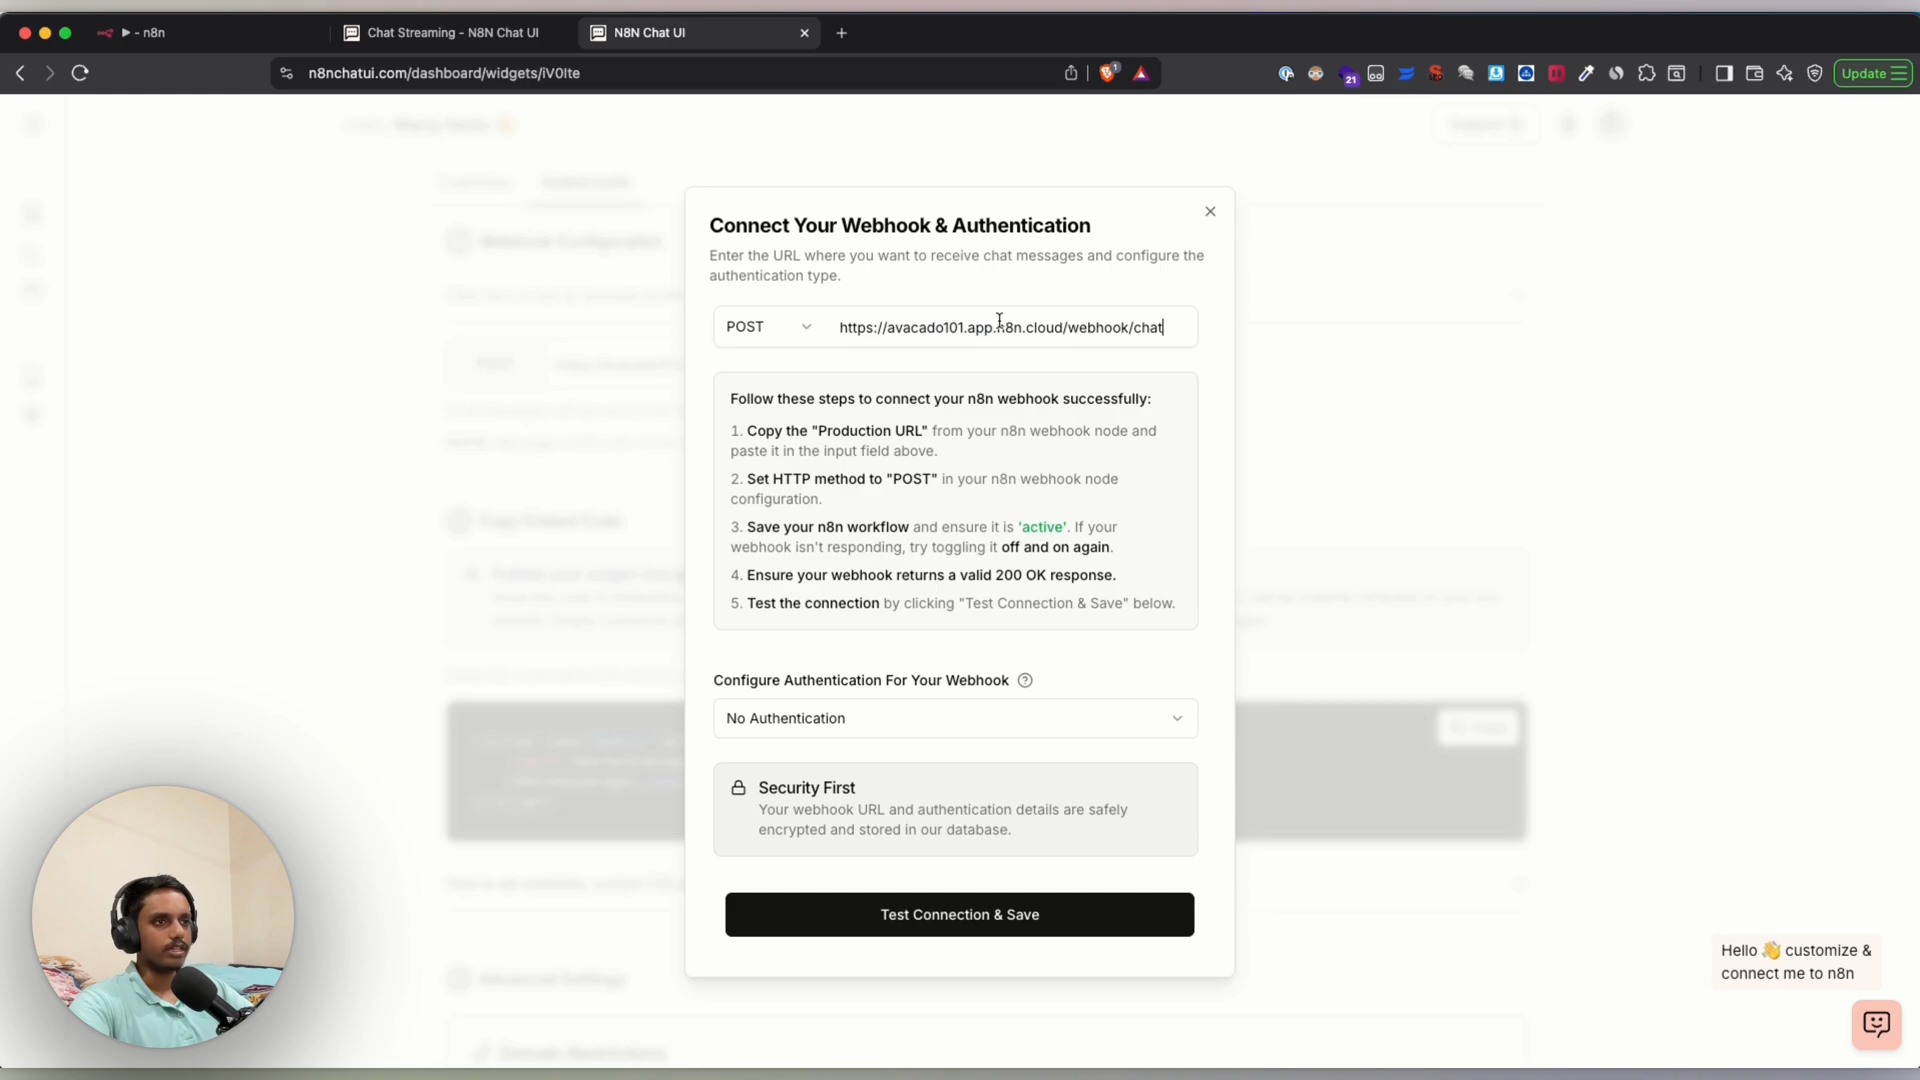 - n8n
Chat Streaming - N8N Chat UI
N8N Chat UI
n8nchatui.com/dashboard/widgets/iV0Ite
1
21
Update
Connect Your Webhook & Authentication
Enter the URL where you want to receive chat messages and configure the
authentication type.
POST
https://avacado101.app.n8n.cloud/webhook/chat
Follow these steps to connect your n8n webhook successfully:
1. Copy the "Production URL" from your n8n webhook node and
paste it in the input field above.
2. Set HTTP method to "POST" in your n8n webhook node
configuration.
3. Save your n8n workflow and ensure it is 'active'. If your
webhook isn't responding, try toggling it off and on again.
4. Ensure your webhook returns a valid 200 OK response.
5. Test the connection by clicking "Test Connection & Save" below.
Configure Authentication For Your Webhook
No Authentication
Security First
Your webhook URL and authentication details are safely
encrypted and stored in our database.
Test Connection & Save
Hello 👋 customize &
connect me to n8n